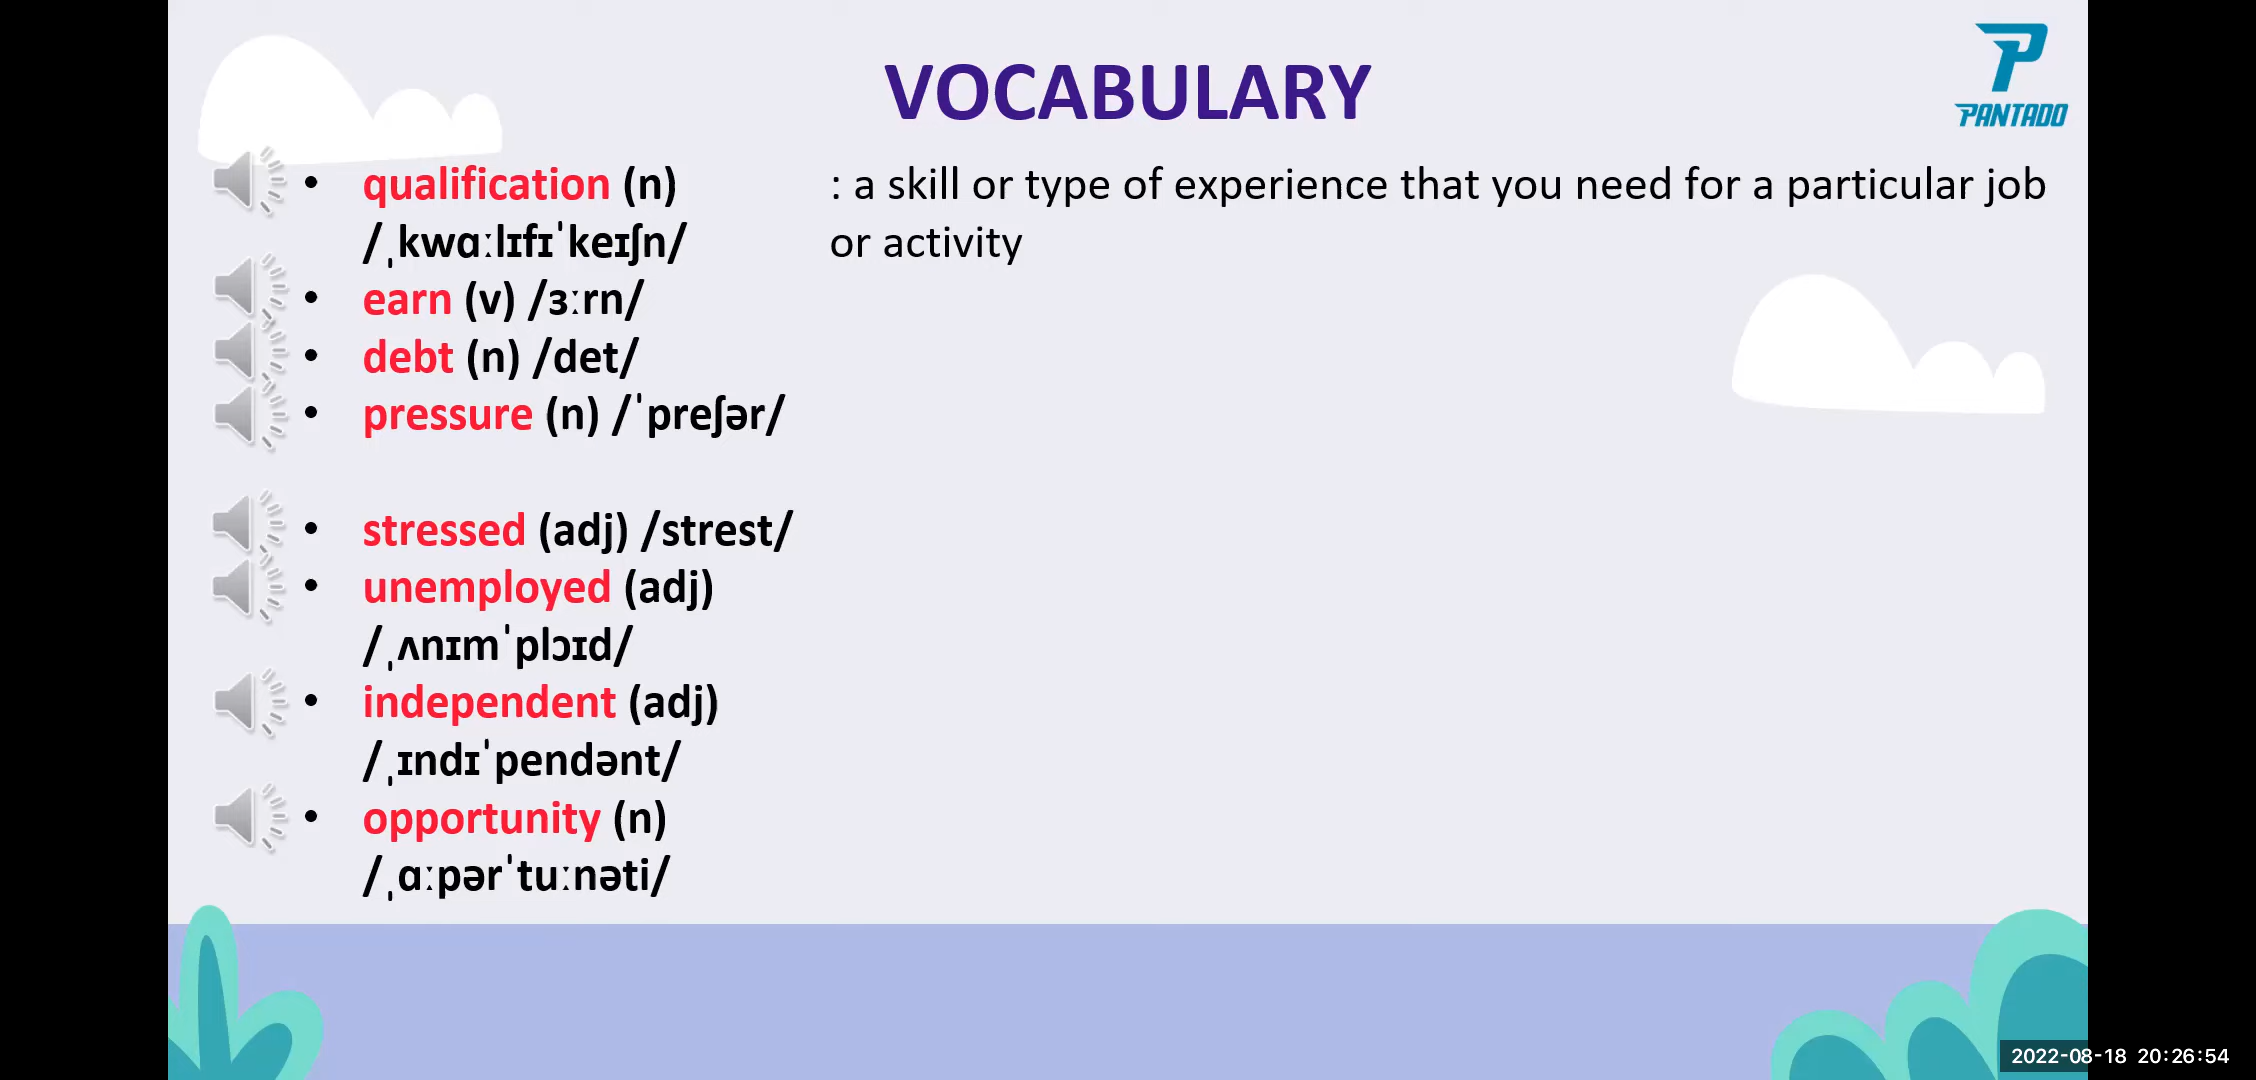 VOCABULARY
PANTADO
• qualification (n) : a skill or type of experience that you need for a particular job
/ˌkwɑːlɪfɪˈkeɪʃn/ or activity
• earn (v) /ɜːrn/
• debt (n) /det/
• pressure (n) /ˈpreʃər/
• stressed (adj) /strest/
• unemployed (adj)
/ˌʌnɪmˈplɔɪd/
• independent (adj)
/ˌɪndɪˈpendənt/
• opportunity (n)
/ˌɑːpərˈtuːnəti/
2022-08-18 20:26:54